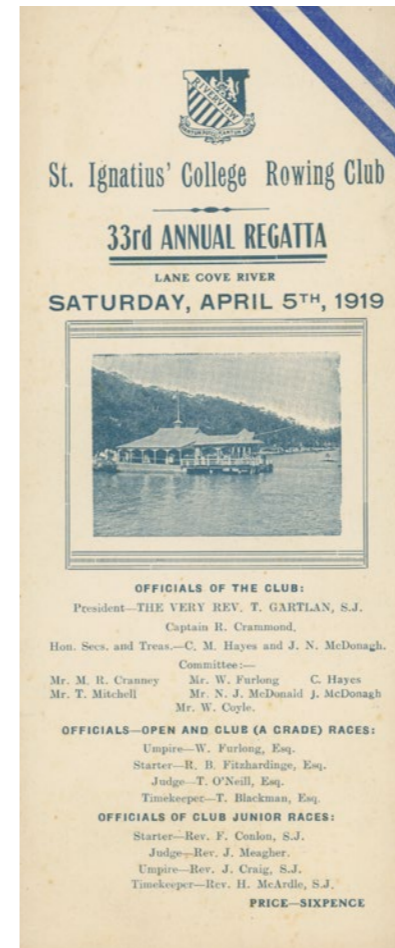 RIVERVIEW
St. Ignatius' College Rowing Club
33rd ANNUAL REGATTA
LANE COVE RIVER
SATURDAY, APRIL 5TH, 1919
OFFICIALS OF THE CLUB:
President—THE VERY REV. T. GARTLAN, S.J.
Captain R. Crammond.
Hon. Secs. and Treas.—C. M. Hayes and J. N. McDonagh.
Committee:—
Mr. M. R. Cranney Mr. W. Furlong C. Hayes
Mr. T. Mitchell Mr. N. J. McDonald J. McDonagh
Mr. W. Coyle.
OFFICIALS—OPEN AND CLUB (A GRADE) RACES:
Umpire—W. Furlong, Esq.
Starter—R. B. Fitzhardinge, Esq.
Judge—T. O'Neill, Esq.
Timekeeper—T. Blackman, Esq.
OFFICIALS OF CLUB JUNIOR RACES:
Starter—Rev. F. Conlon, S.J.
Judge—Rev. J. Meagher.
Umpire—Rev. J. Craig, S.J.
Timekeeper—Rev. H. McArdle, S.J.
PRICE—SIXPENCE